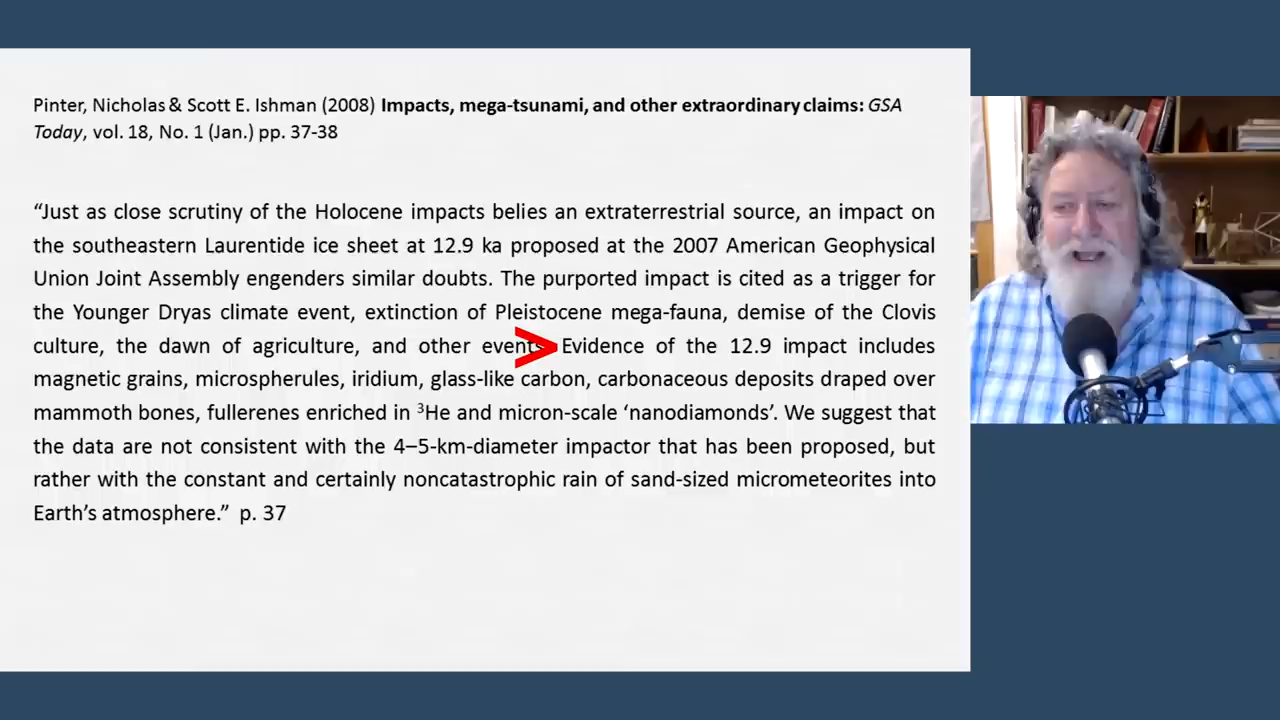 Pinter, Nicholas & Scott E. Ishman (2008) Impacts, mega-tsunami, and other extraordinary claims: GSA
Today, vol. 18, No. 1 (Jan.) pp. 37-38
“Just as close scrutiny of the Holocene impacts belies an extraterrestrial source, an impact on
the southeastern Laurentide ice sheet at 12.9 ka proposed at the 2007 American Geophysical
Union Joint Assembly engenders similar doubts. The purported impact is cited as a trigger for
the Younger Dryas climate event, extinction of Pleistocene mega-fauna, demise of the Clovis
culture, the dawn of agriculture, and other events. > Evidence of the 12.9 impact includes
magnetic grains, microspherules, iridium, glass-like carbon, carbonaceous deposits draped over
mammoth bones, fullerenes enriched in ³He and micron-scale ‘nanodiamonds’. We suggest that
the data are not consistent with the 4–5-km-diameter impactor that has been proposed, but
rather with the constant and certainly noncatastrophic rain of sand-sized micrometeorites into
Earth’s atmosphere.” p. 37